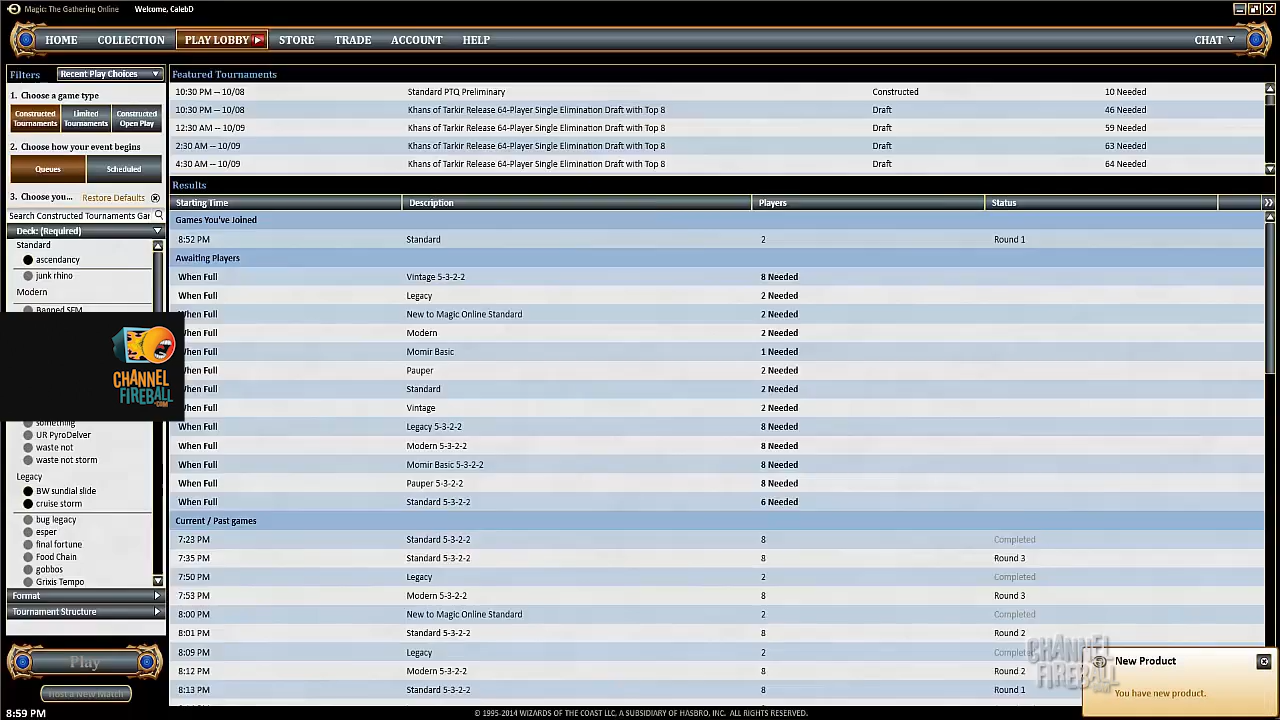 Magic: The Gathering Online Welcome, CalebD
HOME COLLECTION PLAY LOBBY STORE TRADE ACCOUNT HELP CHAT
Filters Recent Play Choices
1. Choose a game type
Constructed Tournaments Limited Tournaments Constructed Open Play
2. Choose how your event begins
Queues Scheduled
3. Choose you... Restore Defaults
Search Constructed Tournaments Gar
Deck: (Required)
Standard
ascendancy
junk rhino
Modern
Banned SFM
CHANNEL
FIREBALL
.COM
something
UR PyroDelver
waste not
waste not storm
Legacy
BW sundial slide
cruise storm
bug legacy
esper
final fortune
Food Chain
gobbos
Grixis Tempo
Format
Tournament Structure
Play
Host a New Match
8:59 PM
Featured Tournaments
10:30 PM -- 10/08 Standard PTQ Preliminary Constructed 10 Needed
10:30 PM -- 10/08 Khans of Tarkir Release 64-Player Single Elimination Draft with Top 8 Draft 46 Needed
12:30 AM -- 10/09 Khans of Tarkir Release 64-Player Single Elimination Draft with Top 8 Draft 59 Needed
2:30 AM -- 10/09 Khans of Tarkir Release 64-Player Single Elimination Draft with Top 8 Draft 63 Needed
4:30 AM -- 10/09 Khans of Tarkir Release 64-Player Single Elimination Draft with Top 8 Draft 64 Needed
Results
Starting Time Description Players Status
Games You've Joined
8:52 PM Standard 2 Round 1
Awaiting Players
When Full Vintage 5-3-2-2 8 Needed
When Full Legacy 2 Needed
When Full New to Magic Online Standard 2 Needed
When Full Modern 2 Needed
When Full Momir Basic 1 Needed
When Full Pauper 2 Needed
When Full Standard 2 Needed
When Full Vintage 2 Needed
When Full Legacy 5-3-2-2 8 Needed
When Full Modern 5-3-2-2 8 Needed
When Full Momir Basic 5-3-2-2 8 Needed
When Full Pauper 5-3-2-2 8 Needed
When Full Standard 5-3-2-2 6 Needed
Current / Past games
7:23 PM Standard 5-3-2-2 8 Completed
7:35 PM Standard 5-3-2-2 8 Round 3
7:50 PM Legacy 2 Completed
7:53 PM Modern 5-3-2-2 8 Round 3
8:00 PM New to Magic Online Standard 2 Completed
8:01 PM Standard 5-3-2-2 8 Round 2
8:09 PM Legacy 2
8:12 PM Modern 5-3-2-2 8 Round 2
8:13 PM Standard 5-3-2-2 8 Round 1
CHANNEL
FIREBALL
New Product
You have new product.
© 1995-2014 WIZARDS OF THE COAST LLC, A SUBSIDIARY OF HASBRO, INC. ALL RIGHTS RESERVED.